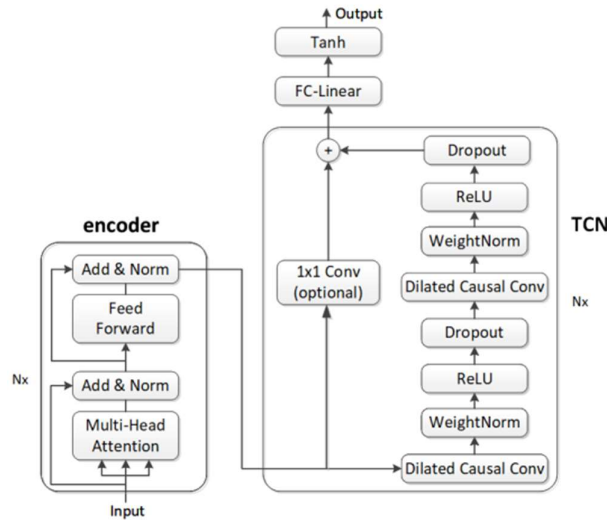 Output
Tanh
FC-Linear
+
Dropout
ReLU
WeightNorm
Dilated Causal Conv
Dropout
ReLU
WeightNorm
Dilated Causal Conv
1x1 Conv
(optional)
TCN
Nx
encoder
Add & Norm
Feed
Forward
Add & Norm
Multi-Head
Attention
Nx
Input